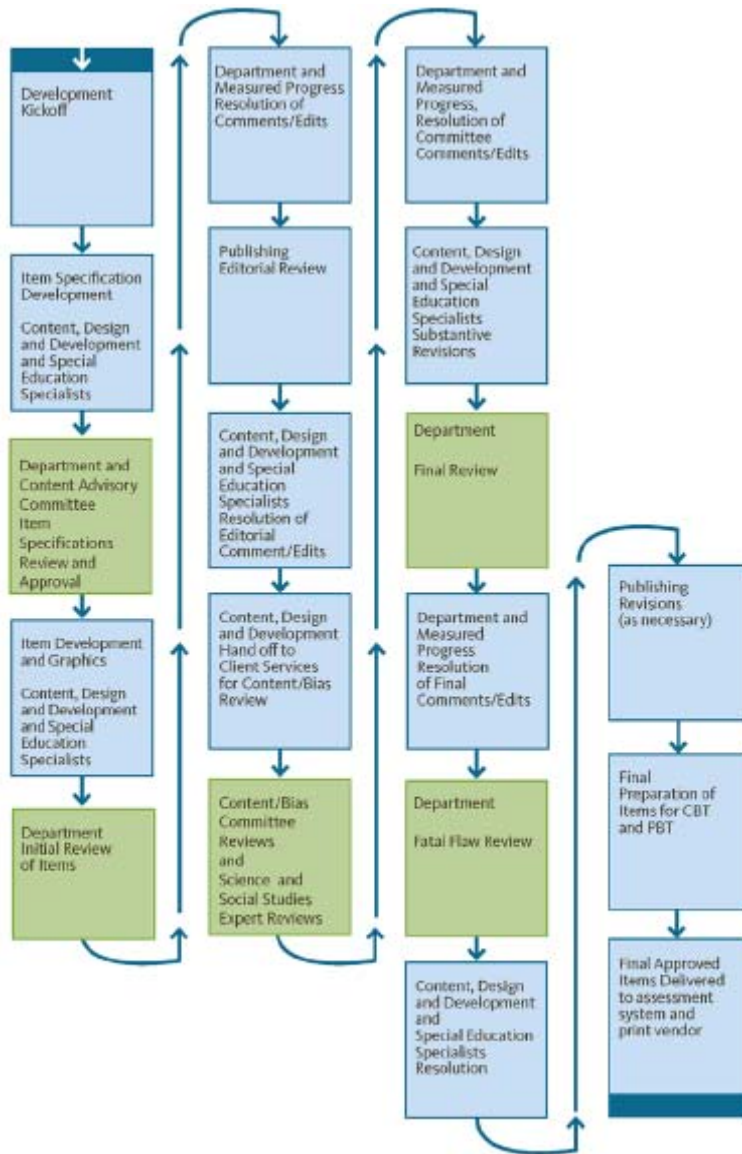 Development
Kickoff
Item Specification
Development
Content, Design
and Development
and Special
Education
Specialists
Department and
Content Advisory
Committee
Item
Specifications
Review and
Approval
Item Development
and Graphics
Content, Design
and Development
and Special
Education
Specialists
Department
Initial Review
of Items
Department and
Measured Progress
Resolution of
Comments/Edits
Publishing
Editorial Review
Content, Design
and Development
and Special
Education
Specialists
Resolution of
Editorial
Comment/Edits
Content, Design
and Development
Hand off to
Client Services
for Content/Bias
Review
Content/Bias
Committee
Reviews
and
Science and
Social Studies
Expert Reviews
Department and
Measured
Progress,
Resolution of
Committee
Comments/Edits
Content, Design
and Development
and Special
Education
Specialists
Substantive
Revisions
Department
Final Review
Department and
Measured
Progress
Resolution
of Final
Comments/Edits
Department
Fatal Flaw Review
Content, Design
and Development
and
Special Education
Specialists
Resolution
Publishing
Revisions
(as necessary)
Final
Preparation of
Items for CBT
and PBT
Final Approved
Items Delivered
to assessment
system and
print vendor